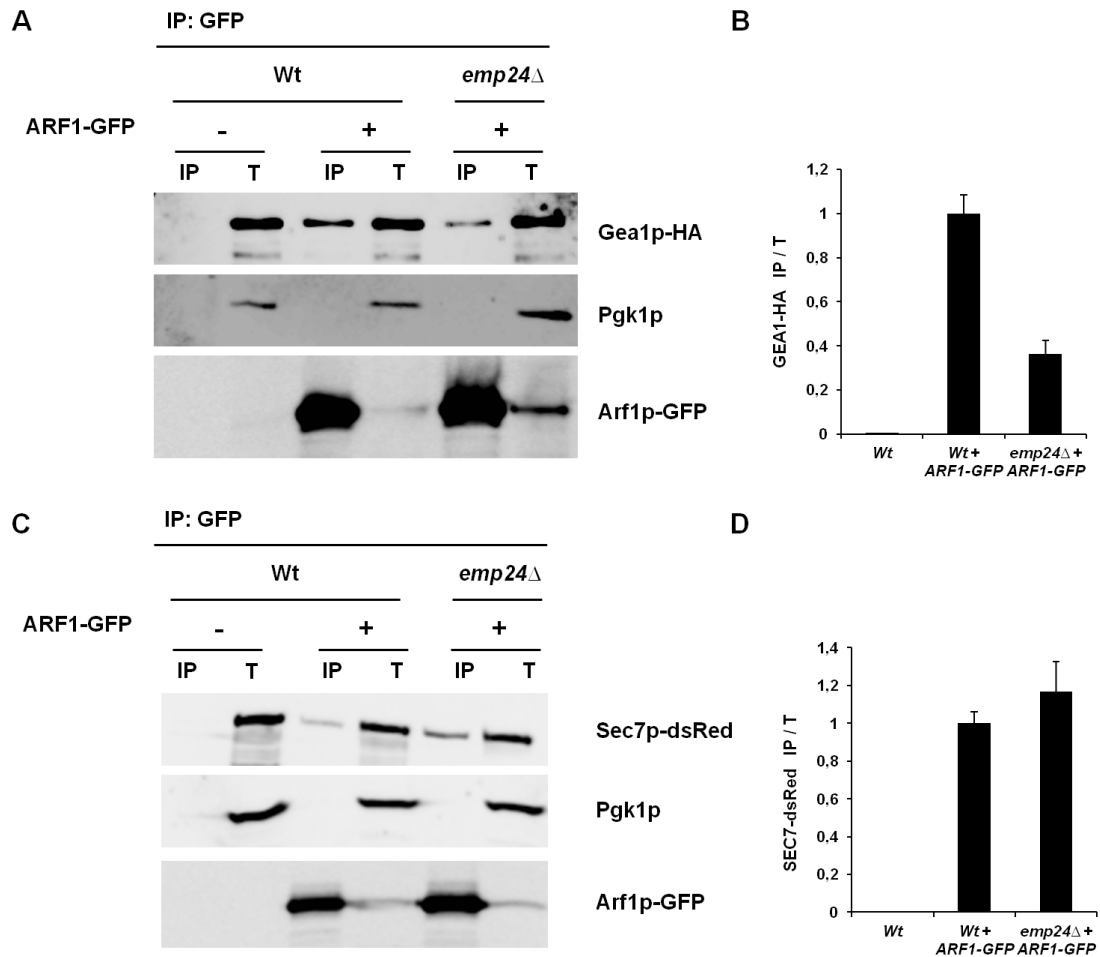 A
IP: GFP
Wt
emp24Δ
ARF1-GFP
-
+
+
IP
T
IP
T
IP
T
Gea1p-HA
Pgk1p
Arf1p-GFP
B
1,2
1
0,8
0,6
0,4
0,2
0
GEA1-HA IP / T
Wt
Wt +
ARF1-GFP
emp24Δ +
ARF1-GFP
C
IP: GFP
Wt
emp24Δ
ARF1-GFP
-
+
+
IP
T
IP
T
IP
T
Sec7p-dsRed
Pgk1p
Arf1p-GFP
D
1,4
1,2
1
0,8
0,6
0,4
0,2
0
SEC7-dsRed IP / T
Wt
Wt +
ARF1-GFP
emp24Δ +
ARF1-GFP